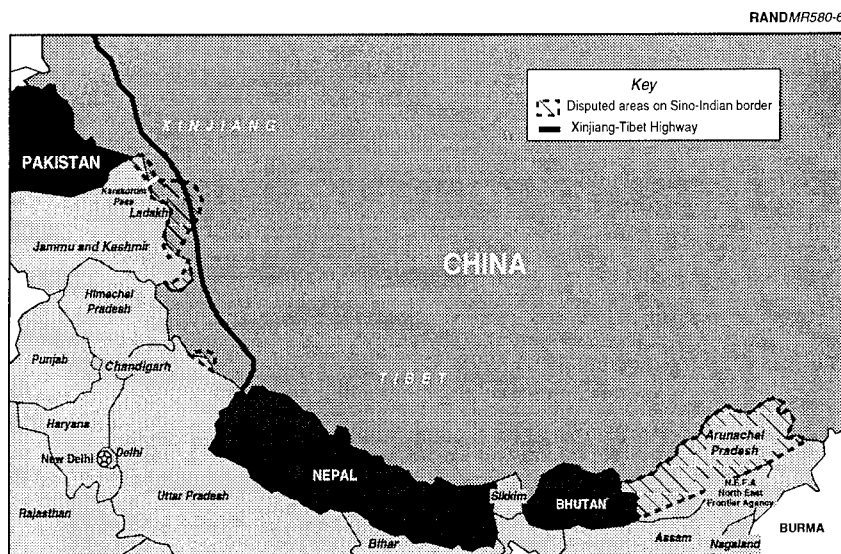 RANDMR580-6
Key
Disputed areas on Sino-Indian border
Xinjiang-Tibet Highway
XINJIANG
PAKISTAN
Karakorum
Pass
Ladakh
Jammu and Kashmir
CHINA
Himachal
Pradesh
Punjab
Chandigarh
TIBET
Haryana
New Delhi
Delhi
Arunachal
Pradesh
NEPAL
N.E.F.A.
North East
Frontier Agency
Sikkim
BHUTAN
Uttar Pradesh
Rajasthan
Bihar
Assam
Nagaland
BURMA